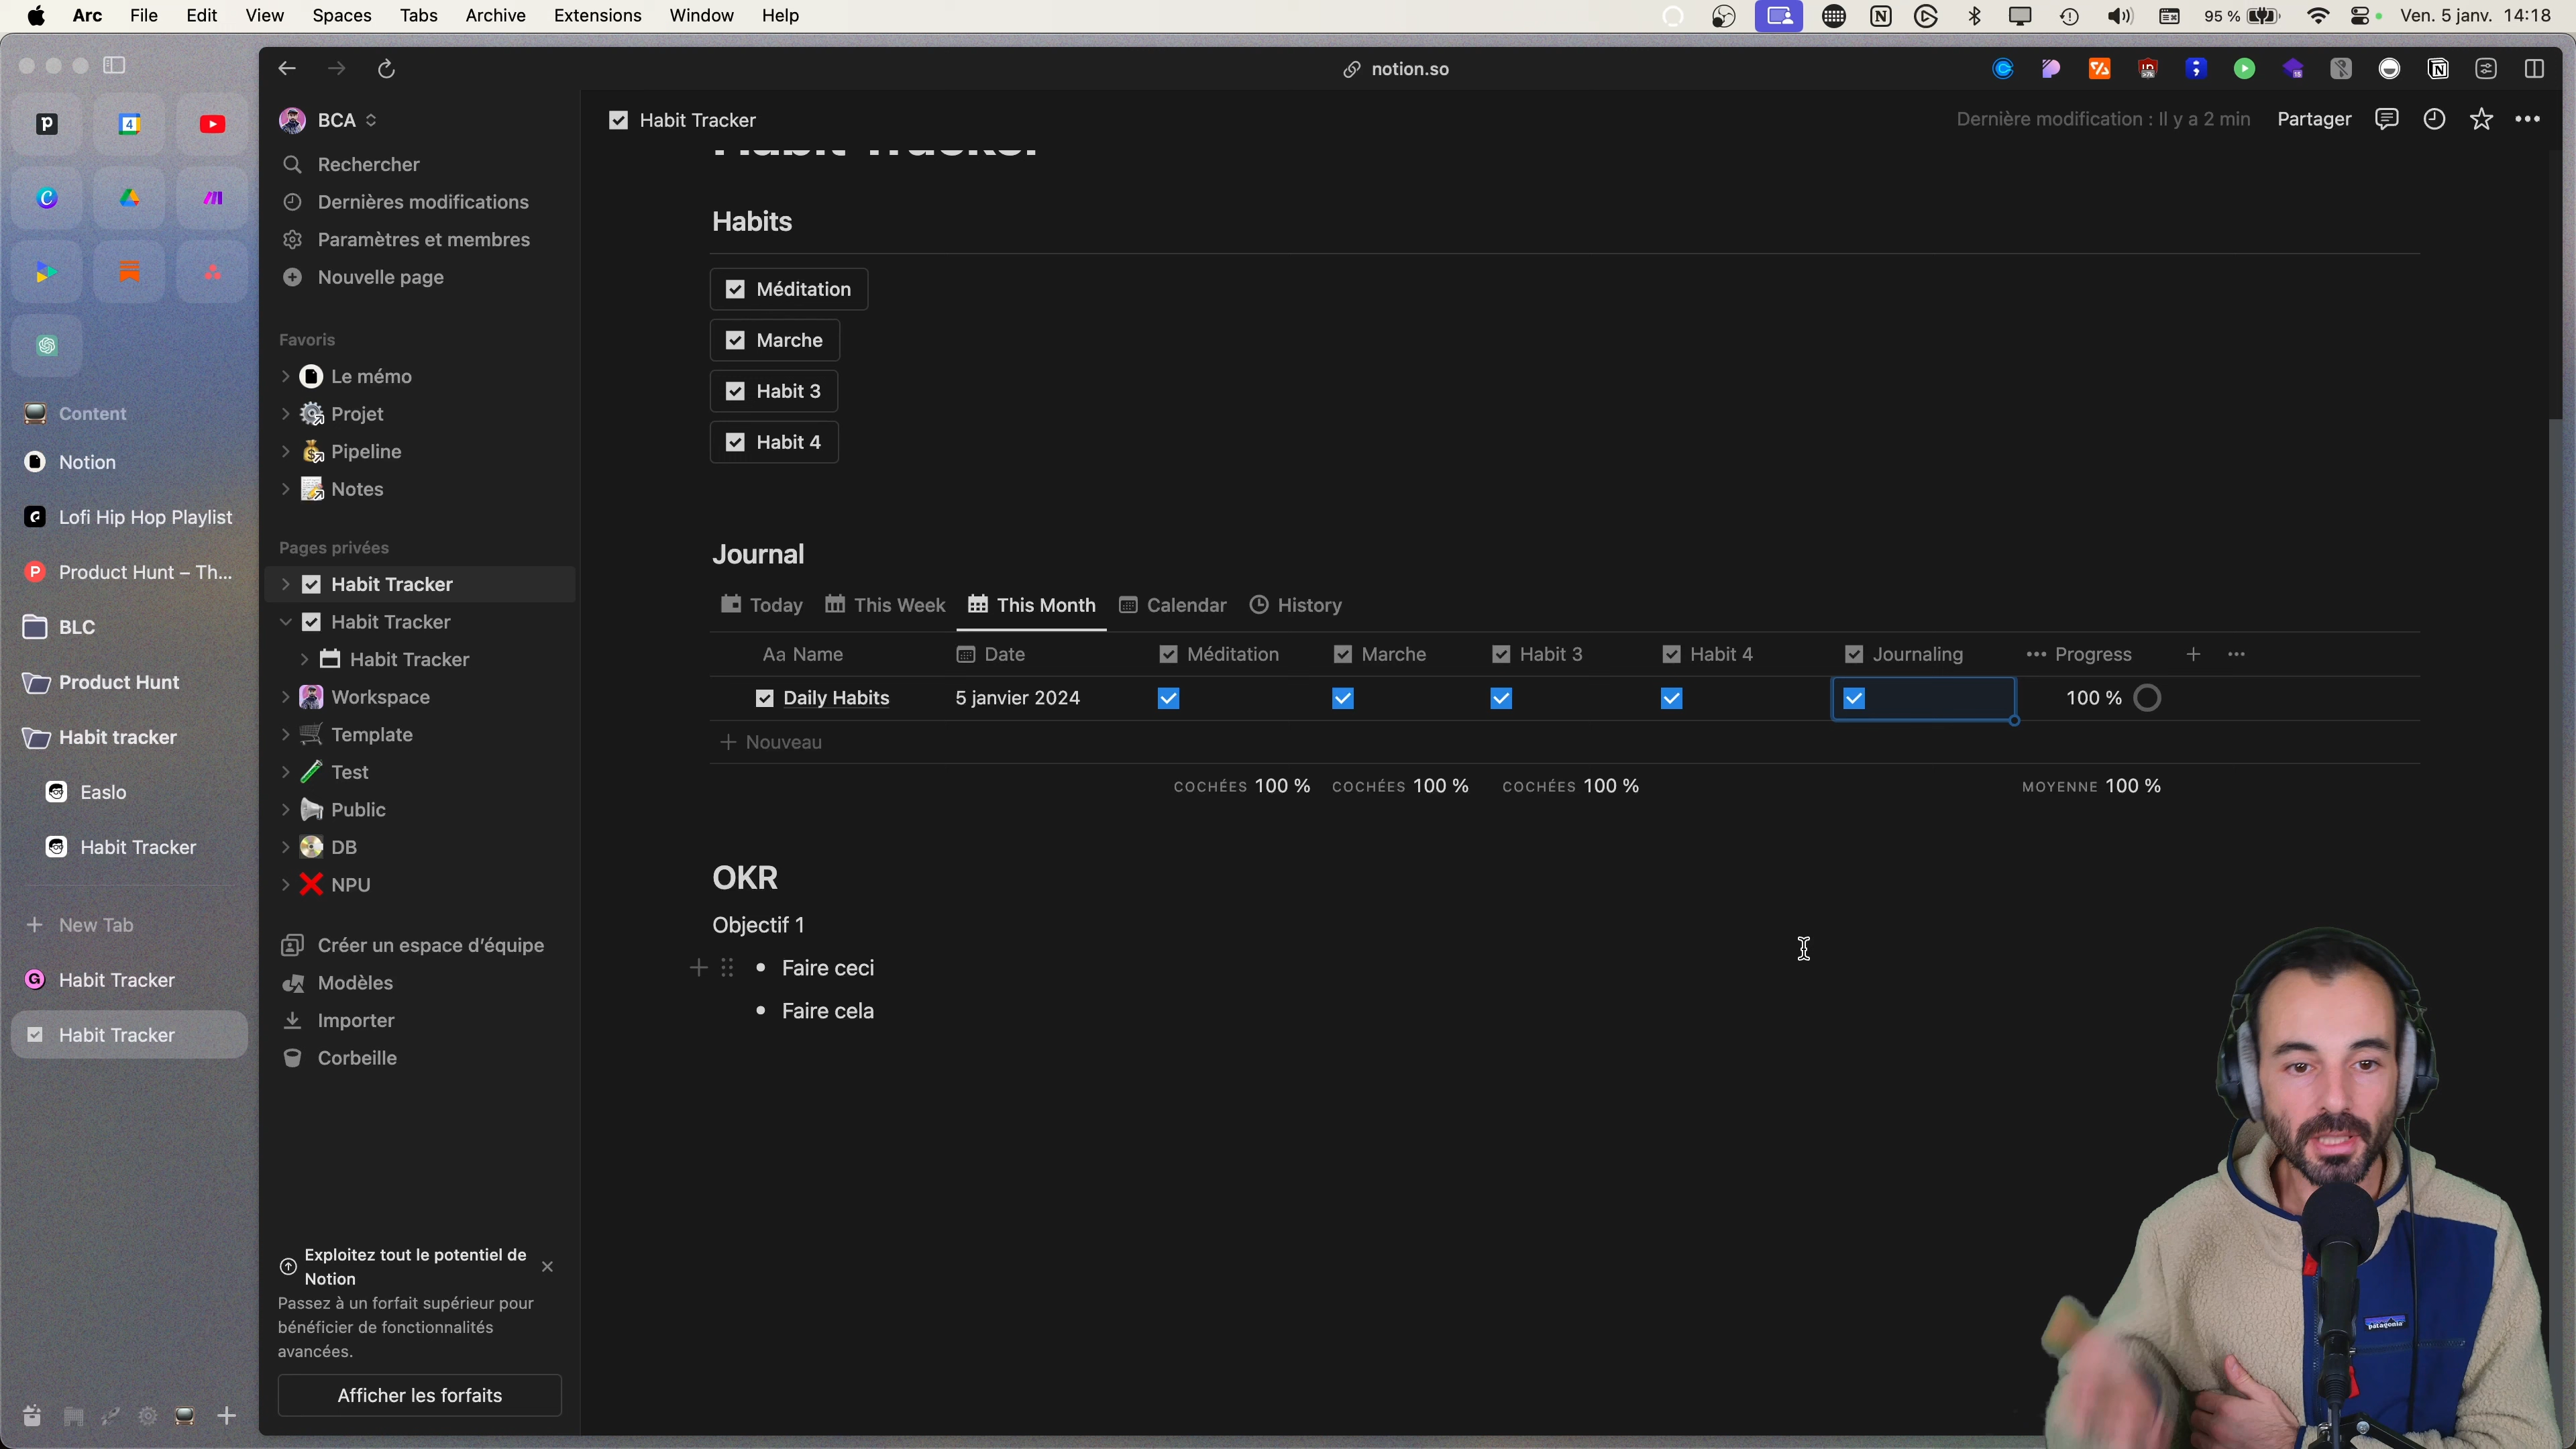 Arc File Edit View Spaces Tabs Archive Extensions Window Help
95 % Ven. 5 janv. 14:18
notion.so
BCA
Rechercher
Dernières modifications
Paramètres et membres
Nouvelle page
Favoris
Le mémo
Projet
Pipeline
Notes
Pages privées
Habit Tracker
Habit Tracker
Habit Tracker
Workspace
Template
Test
Public
DB
NPU
Créer un espace d'équipe
Modèles
Importer
Corbeille
Exploitez tout le potentiel de
Notion
Passez à un forfait supérieur pour
bénéficier de fonctionnalités
avancées.
Afficher les forfaits
Content
Notion
Lofi Hip Hop Playlist
Product Hunt – Th...
BLC
Product Hunt
Habit tracker
Easlo
Habit Tracker
New Tab
Habit Tracker
Habit Tracker
Habit Tracker
Dernière modification : Il y a 2 min Partager
Habit Tracker
Habits
Méditation
Marche
Habit 3
Habit 4
Journal
Today This Week This Month Calendar History
Aa Name Date Méditation Marche Habit 3 Habit 4 Journaling Progress
Daily Habits 5 janvier 2024 100 %
Nouveau
COCHÉES 100 % COCHÉES 100 % COCHÉES 100 % MOYENNE 100 %
OKR
Objectif 1
Faire ceci
Faire cela
patagonia